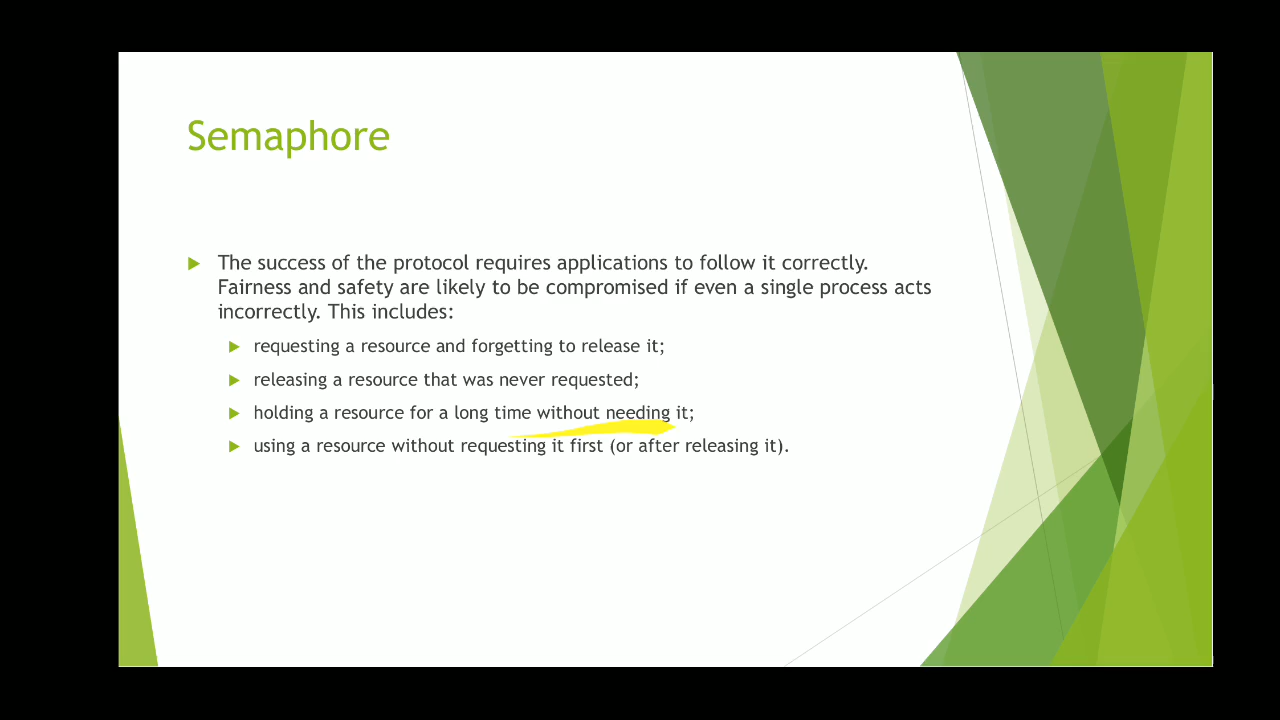 Semaphore
The success of the protocol requires applications to follow it correctly.
Fairness and safety are likely to be compromised if even a single process acts
incorrectly. This includes:
requesting a resource and forgetting to release it;
releasing a resource that was never requested;
holding a resource for a long time without needing it;
using a resource without requesting it first (or after releasing it).